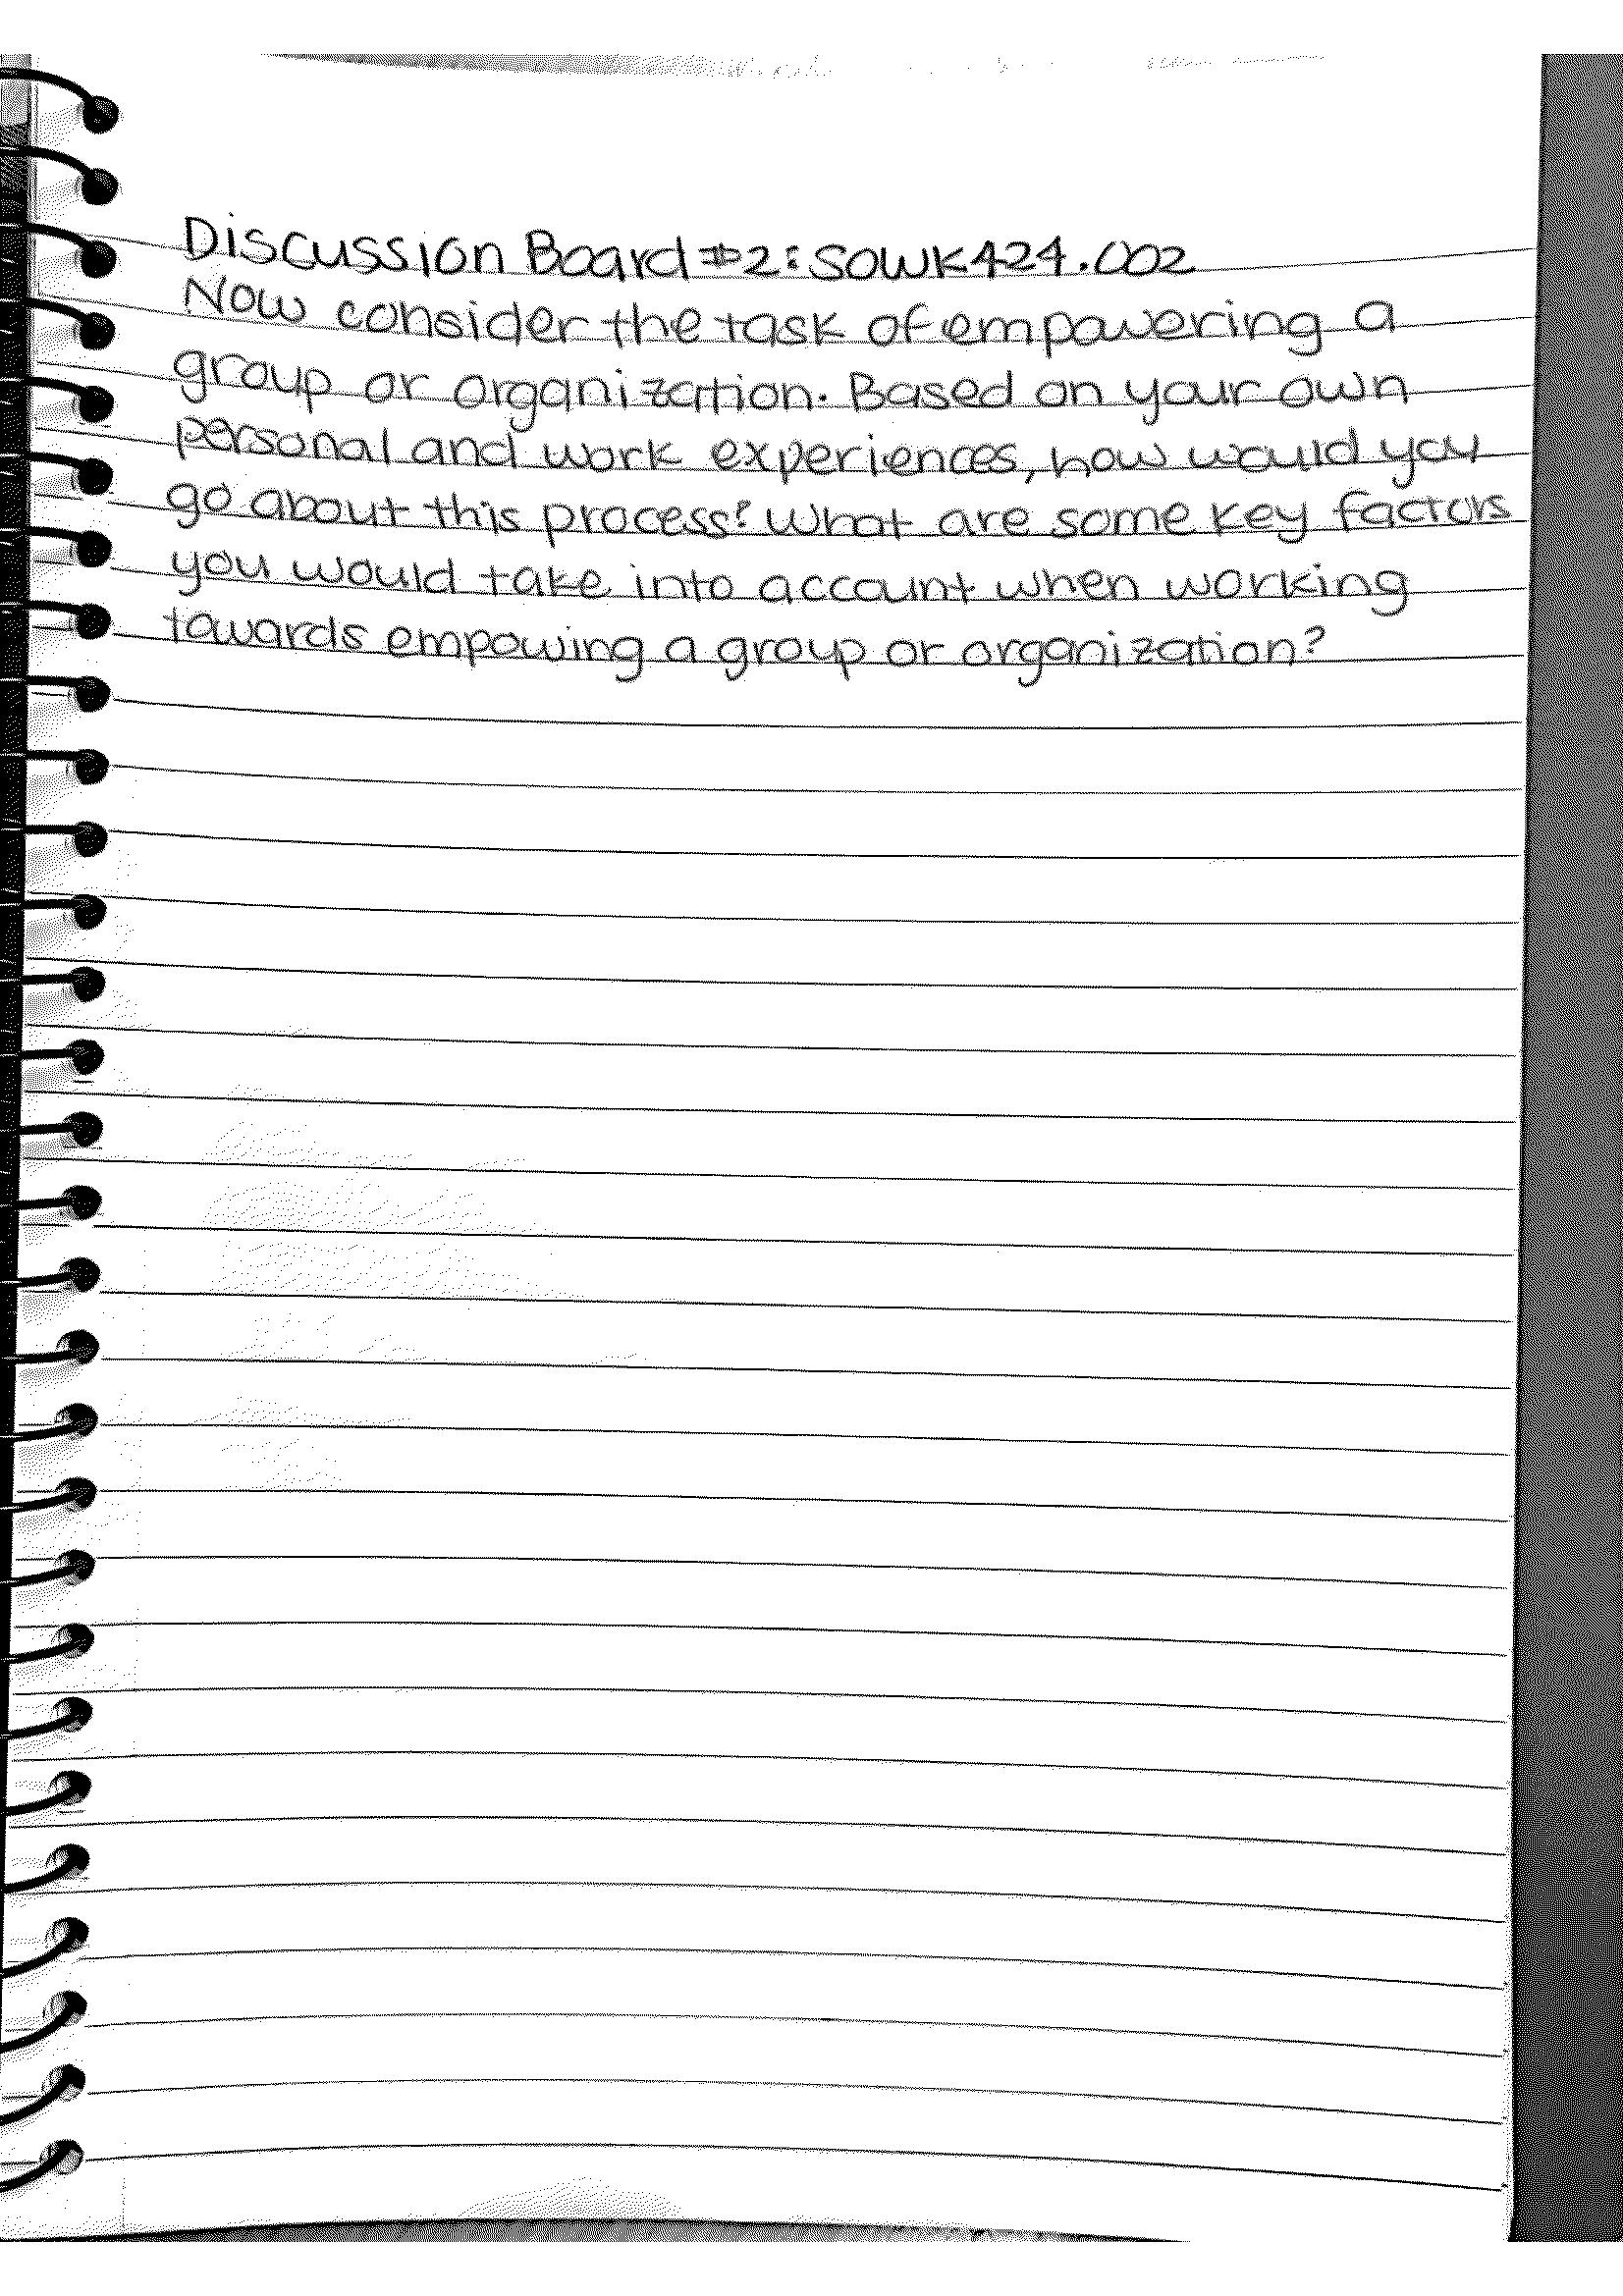 Discussion Board #2: SOWK424.002
Now consider the task of empowering a
group or organization. Based on your own
personal and work experiences, how would you
go about this process? What are some key factors
you would take into account when working
towards empowing a group or organization?